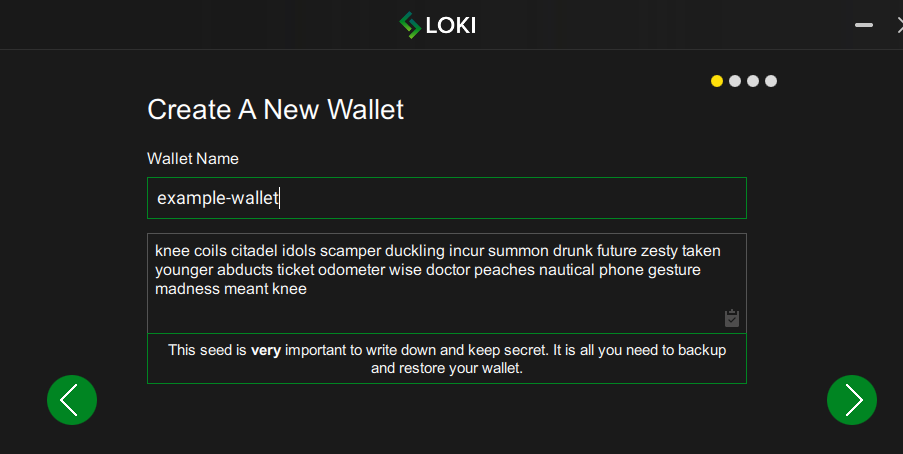 LOKI
Create A New Wallet
Wallet Name
example-wallet
knee coils citadel idols scamper duckling incur summon drunk future zesty taken
younger abducts ticket odometer wise doctor peaches nautical phone gesture
madness meant knee
This seed is very important to write down and keep secret. It is all you need to backup
and restore your wallet.